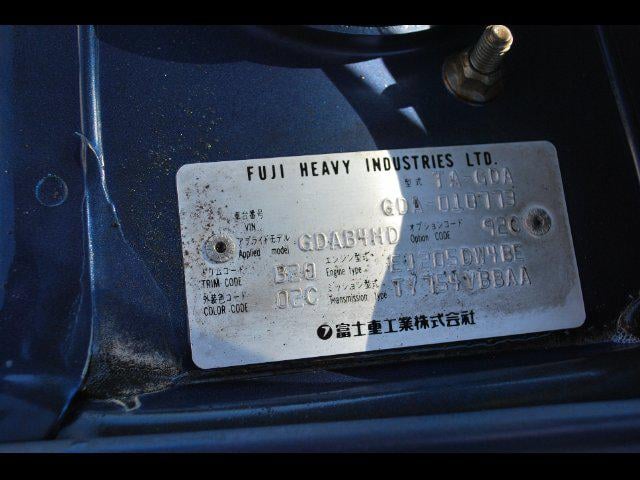 FUJI HEAVY INDUSTRIES LTD.
型式 TA-GDA
車台番号 VIN GDA-010773
アプライドモデル Applied model GDAB4HD オプションコード Option CODE 92C
トリムコード TRIM CODE B20 エンジン型式 Engine type EJ205DW4BE
外装色コード COLOR CODE 02C ミッション型式 Transmission type TY754VBBAA
富士重工業株式会社